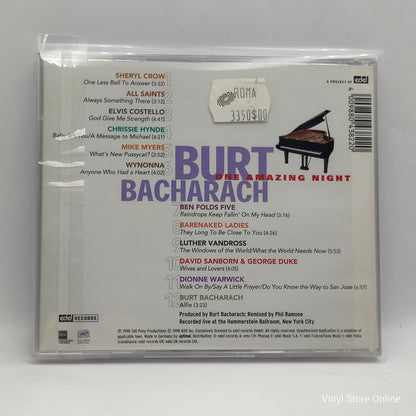 SHERYL CROW 1
One Less Bell To Answer (3:32)
ALL SAINTS 2
Always Something There (3:12)
ELVIS COSTELLO 3
God Give Me Strength (4:21)
CHRISSIE HYNDE 4
A Message to Michael (4:41)
MIKE MYERS 5
What's New Pussycat? (2:36)
WYNONNA 6
Anyone Who Had a Heart (4:02)
ROMA
3350$00
A PROJECT OF edel
BURT
BACHARACH
ONE AMAZING NIGHT
7 BEN FOLDS FIVE
Raindrops Keep Fallin' On My Head (3:16)
8 BARENAKED LADIES
They Long To Be Close To You (4:26)
9 LUTHER VANDROSS
The Windows of the World/What the World Needs Now (5:53)
10 DAVID SANBORN & GEORGE DUKE
Wives and Lovers (4:05)
11 DIONNE WARWICK
Walk On By/Say A Little Prayer/Do You Know the Way to San Jose (6:57)
12 BURT BACHARACH
Alfie (3:23)
edel RECORDS
Produced by Burt Bacharach; Remixed by Phil Ramone
Recorded live at the Hammerstein Ballroom, New York City
Vinyl Store Online